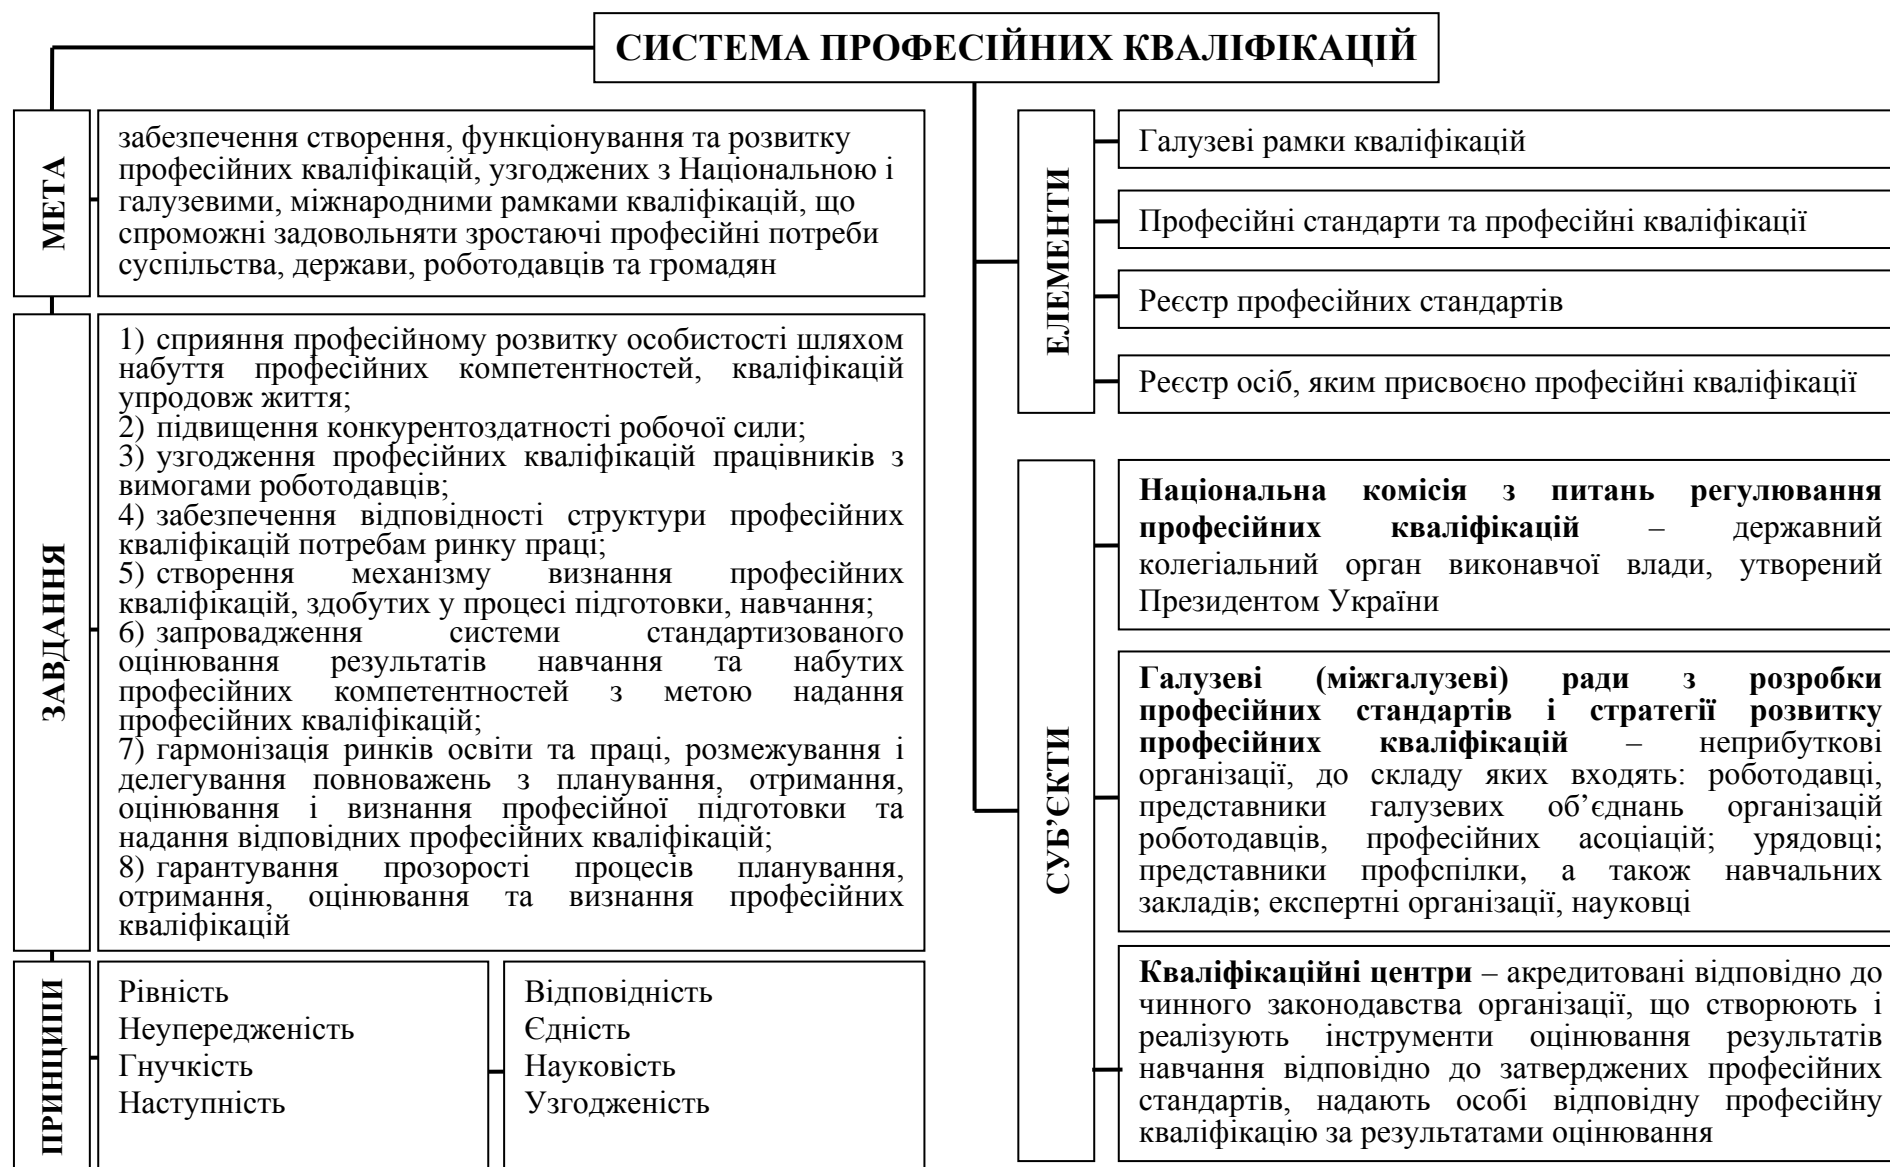 СИСТЕМА ПРОФЕСІЙНИХ КВАЛІФІКАЦІЙ
МЕТА
забезпечення створення, функціонування та розвитку
професійних кваліфікацій, узгоджених з Національною і
галузевими, міжнародними рамками кваліфікацій, що
спроможні задовольняти зростаючі професійні потреби
суспільства, держави, роботодавців та громадян
ЗАВДАННЯ
1) сприяння професійному розвитку особистості шляхом
набуття професійних компетентностей, кваліфікацій
упродовж життя;
2) підвищення конкурентоздатності робочої сили;
3) узгодження професійних кваліфікацій працівників з
вимогами роботодавців;
4) забезпечення відповідності структури професійних
кваліфікацій потребам ринку праці;
5) створення механізму визнання професійних
кваліфікацій, здобутих у процесі підготовки, навчання;
6) запровадження системи стандартизованого
оцінювання результатів навчання та набутих
професійних компетентностей з метою надання
професійних кваліфікацій;
7) гармонізація ринків освіти та праці, розмежування і
делегування повноважень з планування, отримання,
оцінювання і визнання професійної підготовки та
надання відповідних професійних кваліфікацій;
8) гарантування прозорості процесів планування,
отримання, оцінювання та визнання професійних
кваліфікацій
ПРИНЦИПИ
Рівність
Неупередженість
Гнучкість
Наступність
Відповідність
Єдність
Науковість
Узгодженість
ЕЛЕМЕНТИ
Галузеві рамки кваліфікацій
Професійні стандарти та професійні кваліфікації
Реєстр професійних стандартів
Реєстр осіб, яким присвоєно професійні кваліфікації
СУБ’ЄКТИ
Національна комісія з питань регулювання
професійних кваліфікацій – державний
колегіальний орган виконавчої влади, утворений
Президентом України
Галузеві (міжгалузеві) ради з розробки
професійних стандартів і стратегії розвитку
професійних кваліфікацій – неприбуткові
організації, до складу яких входять: роботодавці,
представники галузевих об’єднань організацій
роботодавців, професійних асоціацій; урядовці;
представники профспілки, а також навчальних
закладів; експертні організації, науковці
Кваліфікаційні центри – акредитовані відповідно до
чинного законодавства організації, що створюють і
реалізують інструменти оцінювання результатів
навчання відповідно до затверджених професійних
стандартів, надають особі відповідну професійну
кваліфікацію за результатами оцінювання